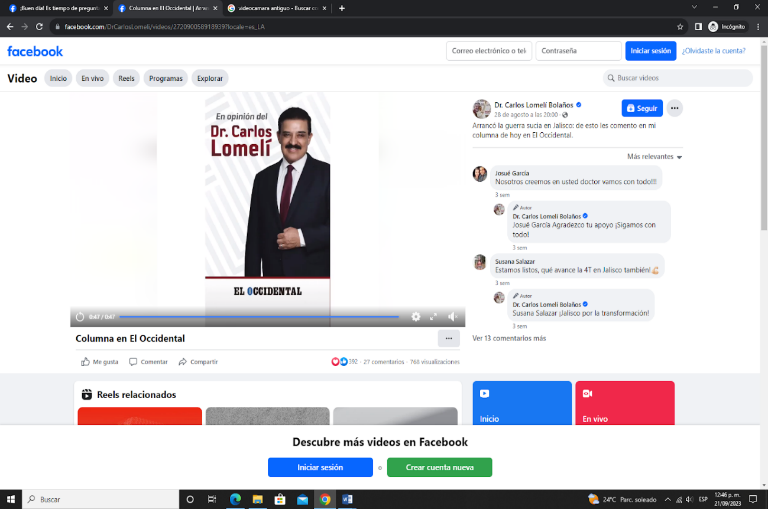 ¡Buen día! Es tiempo de pregunt
Columna en El Occidental | Arra
videocamara antiguo - Buscar co
facebook.com/DrCarlosLomeli/videos/272090056918939?locale=es_LA
Incógnito
facebook
Correo electrónico o tel
Contraseña
Iniciar sesión
¿Olvidaste la cuenta?
Video
Inicio
En vivo
Reels
Programas
Explorar
Buscar videos
En opinión del
Dr. Carlos
Lomelí
EL OCCIDENTAL
0:47 / 0:47
Dr. Carlos Lomelí Bolaños
28 de agosto a las 20:00
Seguir
Arrancó la guerra sucia en Jalisco: de esto les comento en mi
columna de hoy en El Occidental.
Más relevantes
Josué García
Nosotros creemos en usted doctor vamos con todo!!!
3 sem
Autor
Dr. Carlos Lomelí Bolaños
Josué García Agradezco tu apoyo ¡Sigamos con
todo!
3 sem
Susana Salazar
Estamos listos, qué avance la 4T en Jalisco también!
3 sem
Autor
Dr. Carlos Lomelí Bolaños
Susana Salazar ¡Jalisco por la transformación!
3 sem
Ver 13 comentarios más
Columna en El Occidental
Me gusta
Comentar
Compartir
392 · 27 comentarios · 766 visualizaciones
Reels relacionados
Inicio
En vivo
Descubre más videos en Facebook
Iniciar sesión
o
Crear cuenta nueva
Buscar
24°C Parc. soleado
ESP
12:46 p. m.
21/09/2023